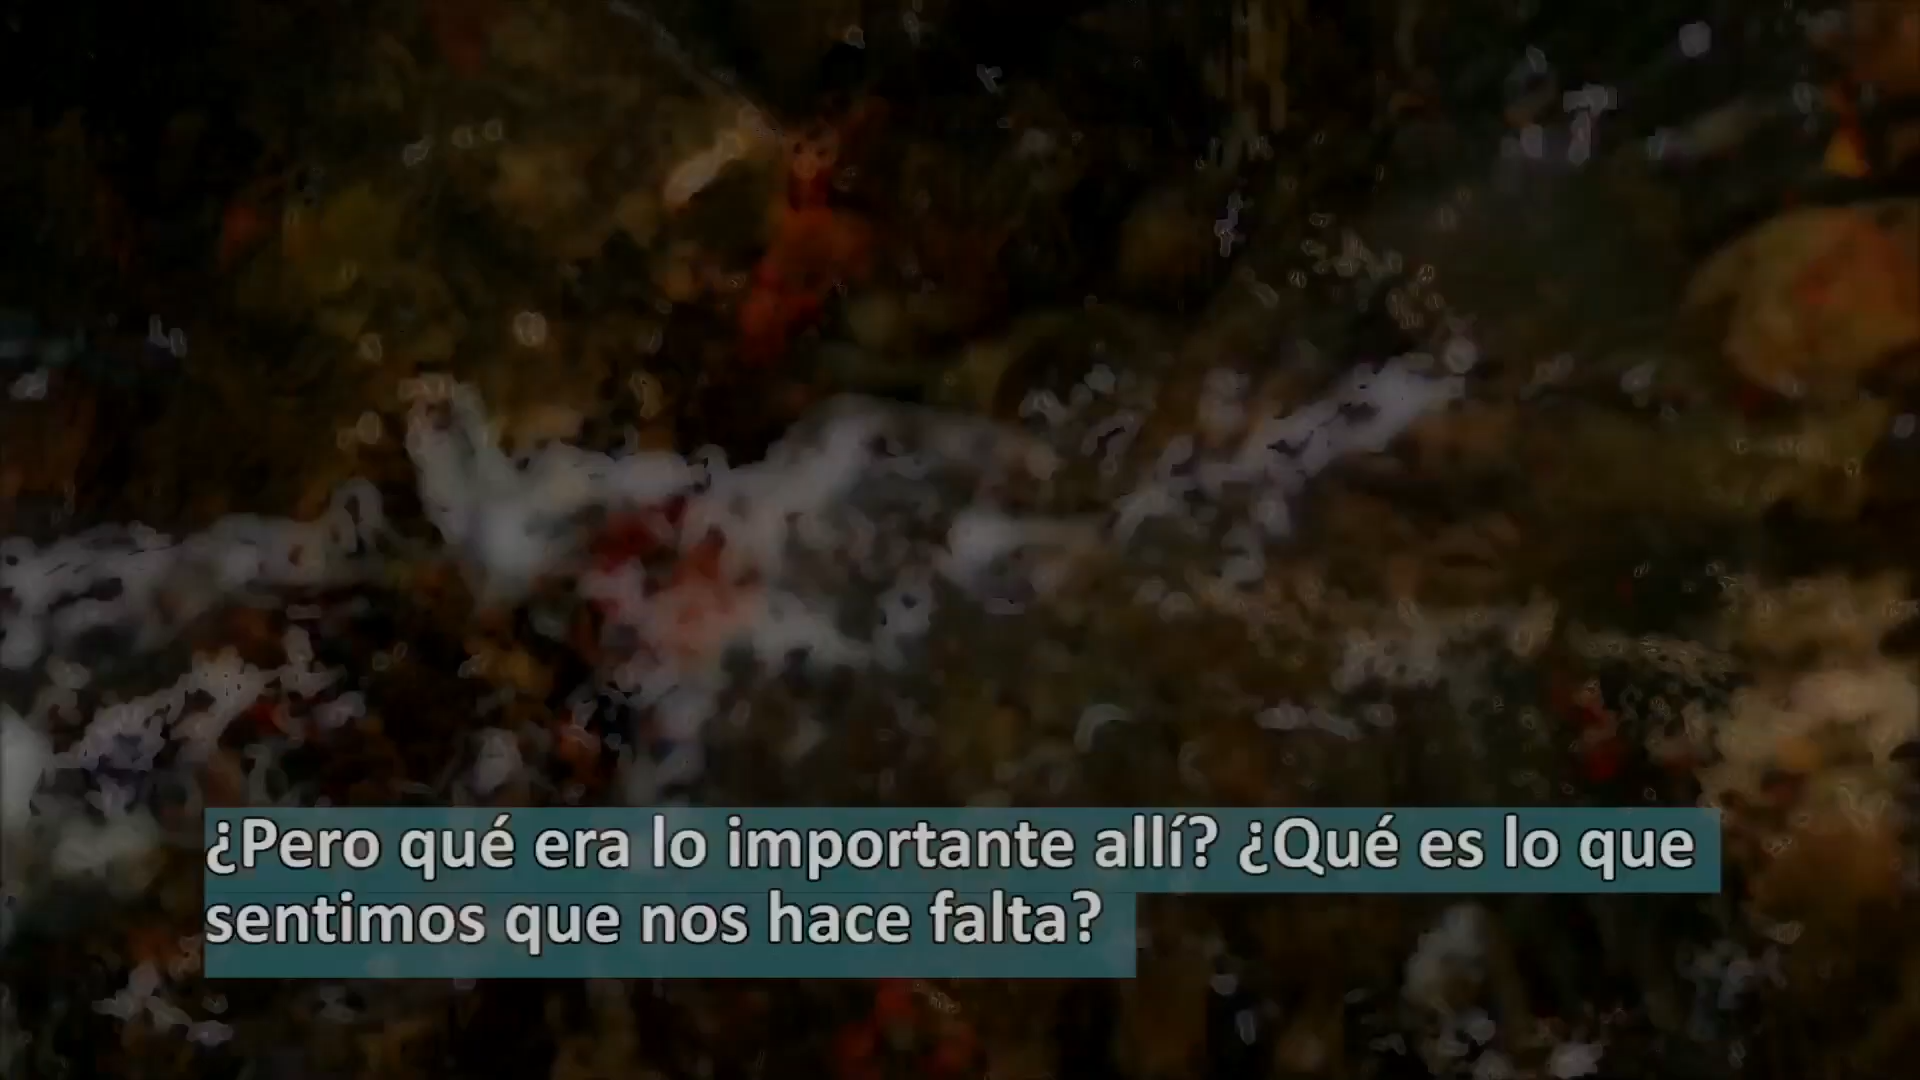 ¿Pero qué era lo importante allí? ¿Qué es lo que
sentimos que nos hace falta?